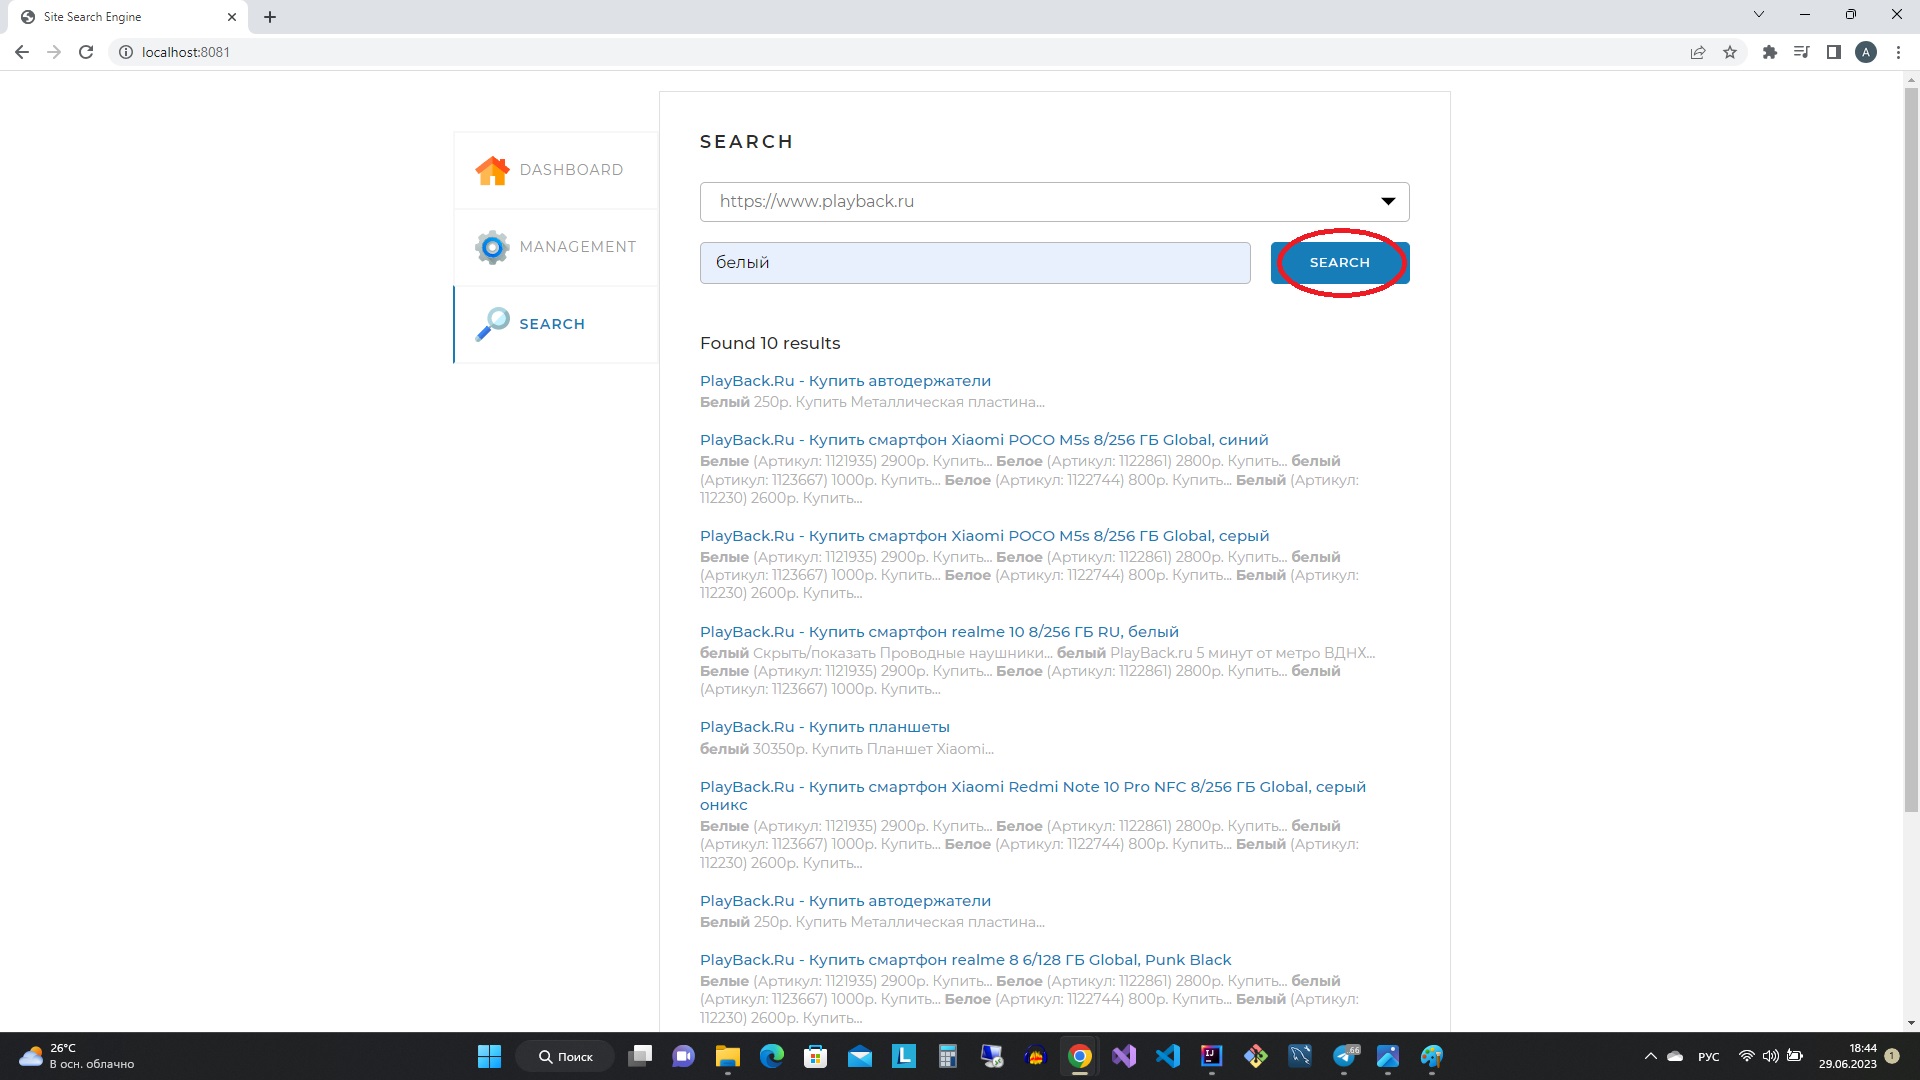 Site Search Engine
localhost:8081
A
DASHBOARD
MANAGEMENT
SEARCH
SEARCH
https://www.playback.ru
белый
SEARCH
Found 10 results
PlayBack.Ru - Купить автодержатели
Белый 250р. Купить Металлическая пластина...
PlayBack.Ru - Купить смартфон Xiaomi POCO M5s 8/256 ГБ Global, синий
Белые (Артикул: 1121935) 2900р. Купить... Белое (Артикул: 1122861) 2800р. Купить... белый
(Артикул: 1123667) 1000р. Купить... Белое (Артикул: 1122744) 800р. Купить... Белый (Артикул:
112230) 2600р. Купить...
PlayBack.Ru - Купить смартфон Xiaomi POCO M5s 8/256 ГБ Global, серый
Белые (Артикул: 1121935) 2900р. Купить... Белое (Артикул: 1122861) 2800р. Купить... белый
(Артикул: 1123667) 1000р. Купить... Белое (Артикул: 1122744) 800р. Купить... Белый (Артикул:
112230) 2600р. Купить...
PlayBack.Ru - Купить смартфон realme 10 8/256 ГБ RU, белый
белый Скрыть/показать Проводные наушники... белый PlayBack.ru 5 минут от метро ВДНХ...
Белые (Артикул: 1121935) 2900р. Купить... Белое (Артикул: 1122861) 2800р. Купить... белый
(Артикул: 1123667) 1000р. Купить...
PlayBack.Ru - Купить планшеты
белый 30350р. Купить Планшет Xiaomi...
PlayBack.Ru - Купить смартфон Xiaomi Redmi Note 10 Pro NFC 8/256 ГБ Global, серый
оникс
Белые (Артикул: 1121935) 2900р. Купить... Белое (Артикул: 1122861) 2800р. Купить... белый
(Артикул: 1123667) 1000р. Купить... Белое (Артикул: 1122744) 800р. Купить... Белый (Артикул:
112230) 2600р. Купить...
PlayBack.Ru - Купить автодержатели
Белый 250р. Купить Металлическая пластина...
PlayBack.Ru - Купить смартфон realme 8 6/128 ГБ Global, Punk Black
Белые (Артикул: 1121935) 2900р. Купить... Белое (Артикул: 1122861) 2800р. Купить... белый
(Артикул: 1123667) 1000р. Купить... Белое (Артикул: 1122744) 800р. Купить... Белый (Артикул:
112230) 2600р. Купить...
26°C
В осн. облачно
Поиск
L
IJ
66
РУС
18:44
29.06.2023
1